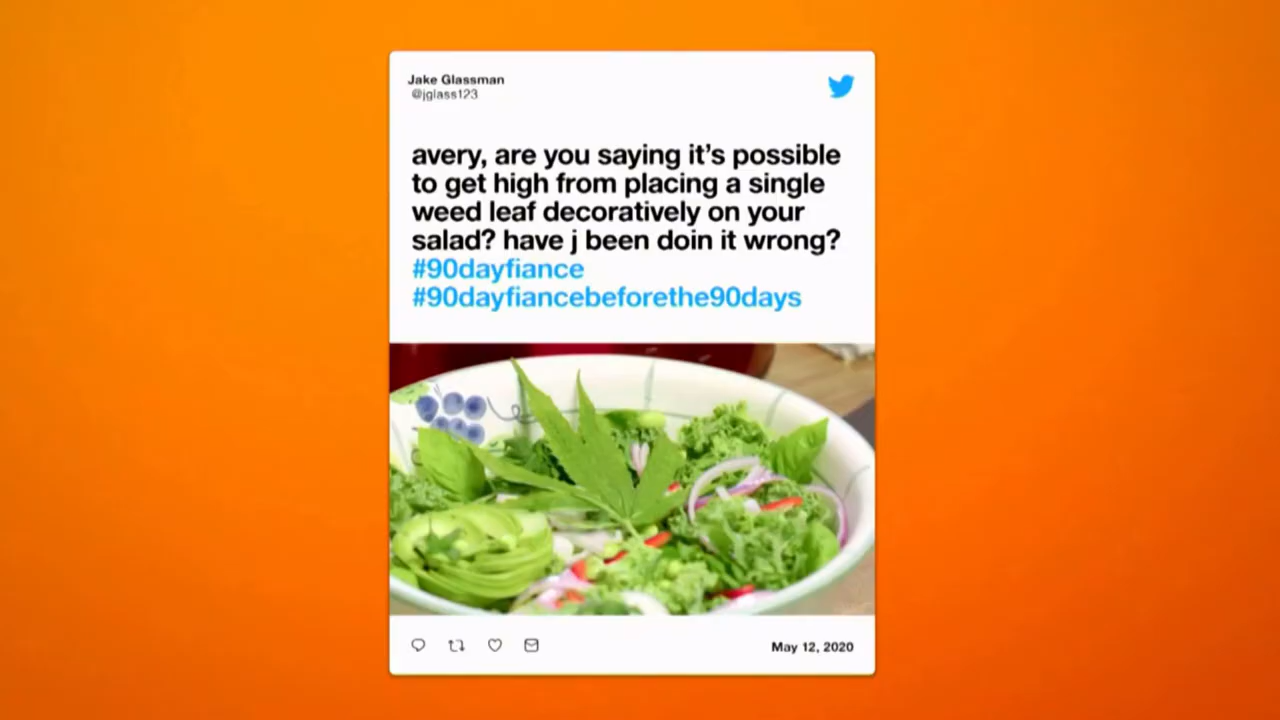 Jake Glassman
@jglass123
avery, are you saying it's possible
to get high from placing a single
weed leaf decoratively on your
salad? have j been doin it wrong?
#90dayfiance
#90dayfiancebeforethe90days
May 12, 2020